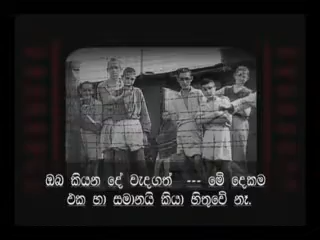 ඔබ කියන දේ වැදගත් --- මේ දෙකම
එක හා සමානයි කියා හිතුවේ නෑ.